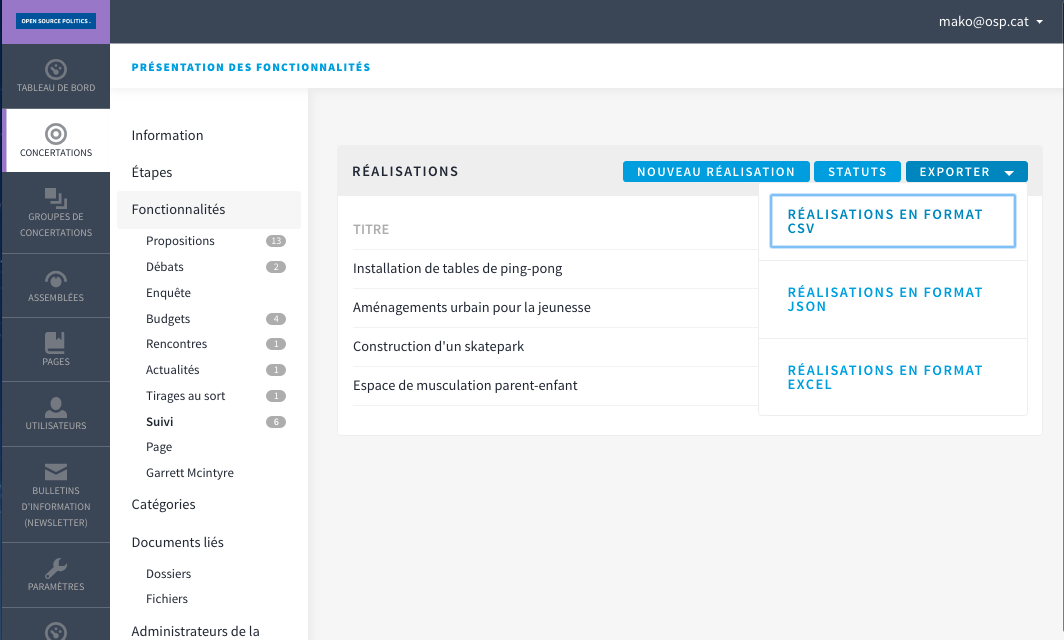 OPEN SOURCE POLITICS .
mako@osp.cat
TABLEAU DE BORD
CONCERTATIONS
GROUPES DE
CONCERTATIONS
ASSEMBLÉES
PAGES
UTILISATEURS
BULLETINS
D'INFORMATION
(NEWSLETTER)
PARAMÈTRES
PRÉSENTATION DES FONCTIONNALITÉS
Information
Étapes
Fonctionnalités
Propositions 13
Débats 2
Enquête
Budgets 4
Rencontres 1
Actualités 1
Tirages au sort 1
Suivi 6
Page
Garrett Mcintyre
Catégories
Documents liés
Dossiers
Fichiers
Administrateurs de la
RÉALISATIONS
NOUVEAU RÉALISATION
STATUTS
EXPORTER
TITRE
Installation de tables de ping-pong
Aménagements urbain pour la jeunesse
Construction d'un skatepark
Espace de musculation parent-enfant
RÉALISATIONS EN FORMAT
CSV
RÉALISATIONS EN FORMAT
JSON
RÉALISATIONS EN FORMAT
EXCEL